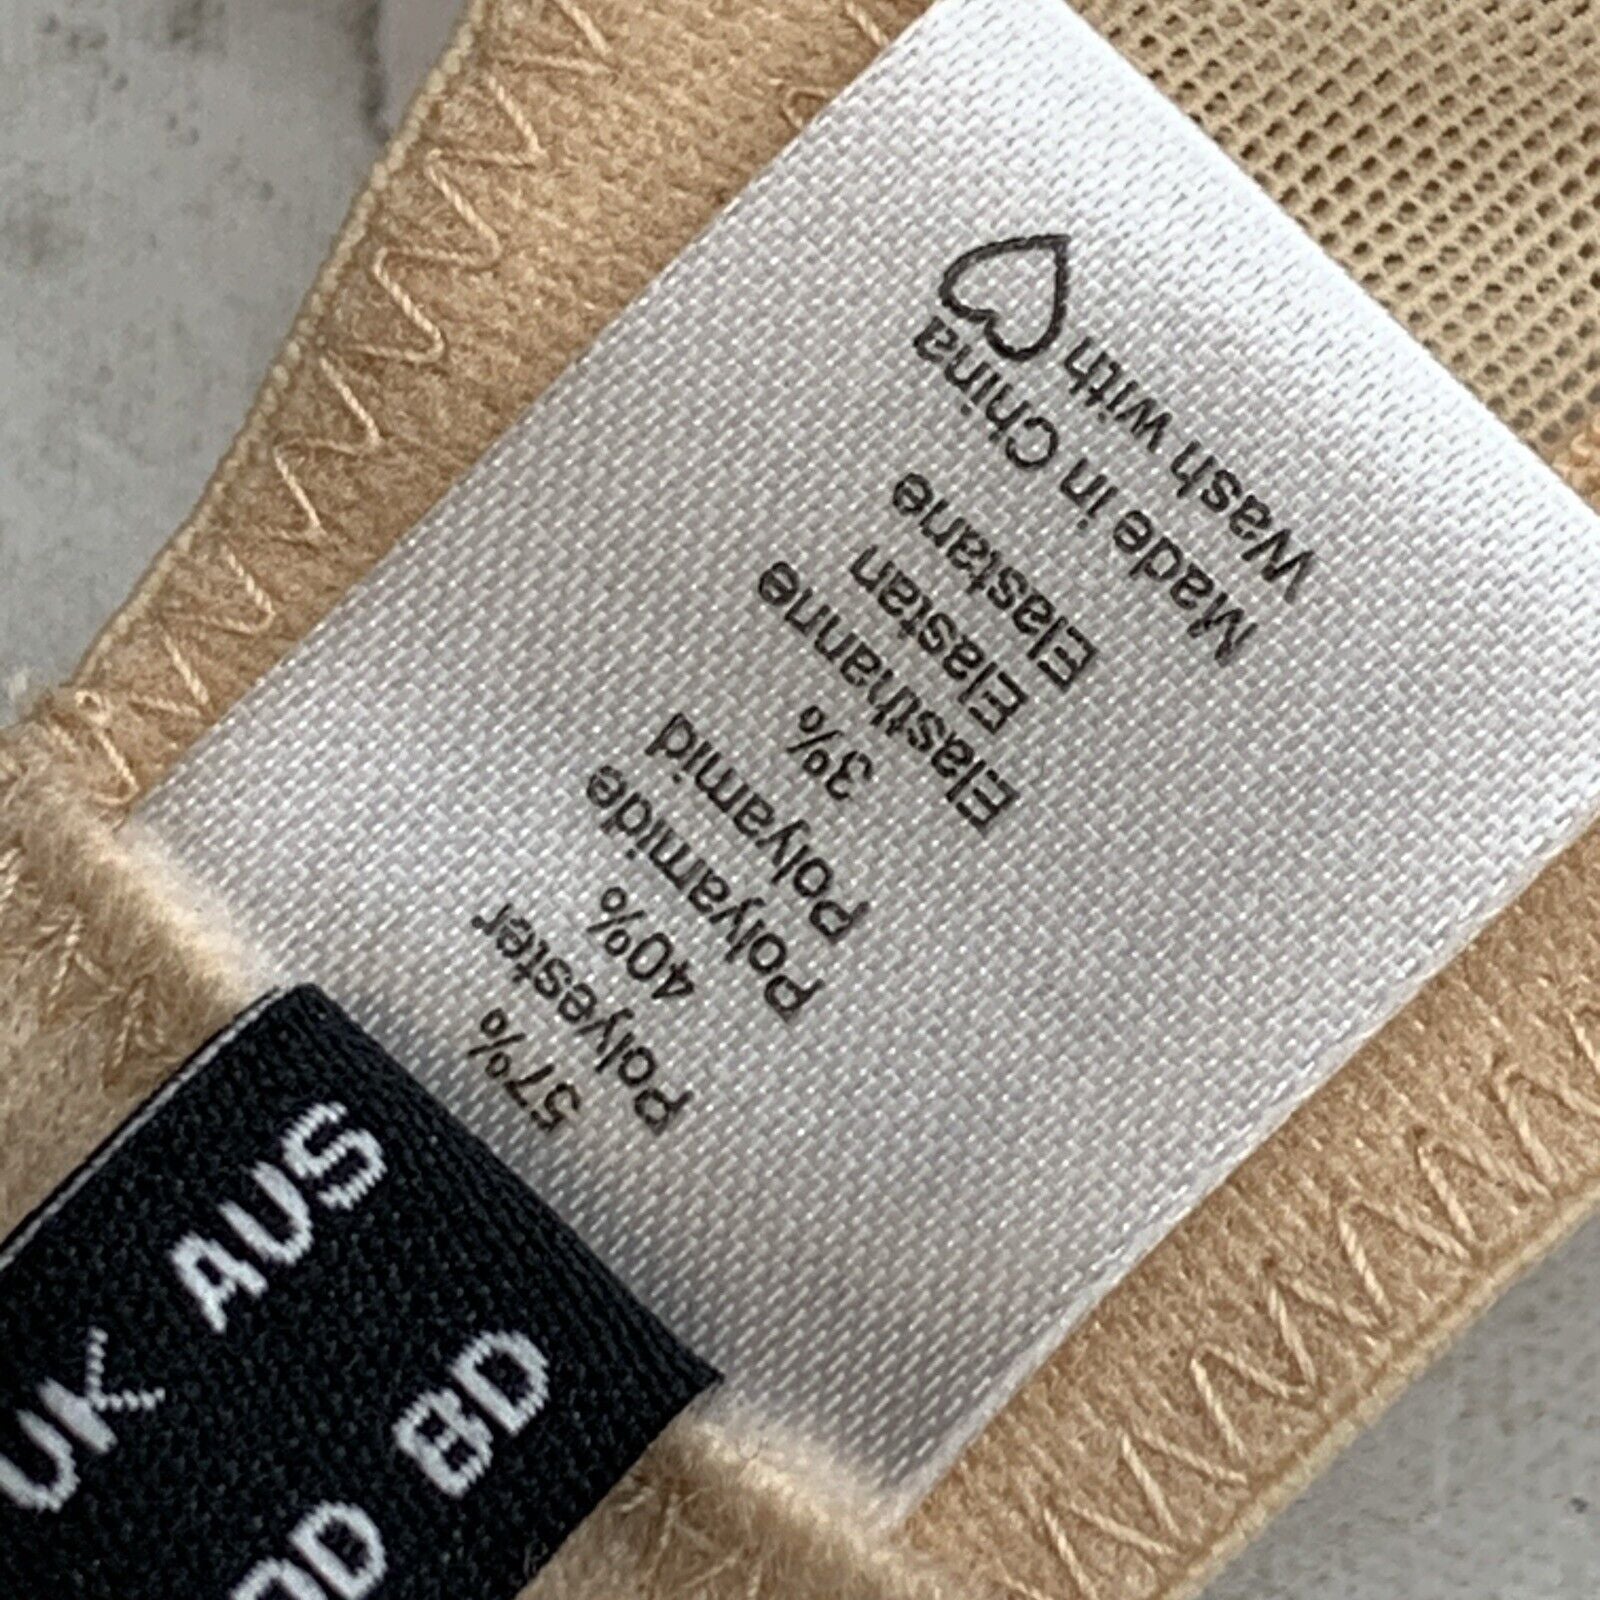 57%
Polyester
40%
Polyamide
Polyamid
3%
Elasthanne
Elastan
Elastane
Made in China
Wash with
UK AUS
DD 8D